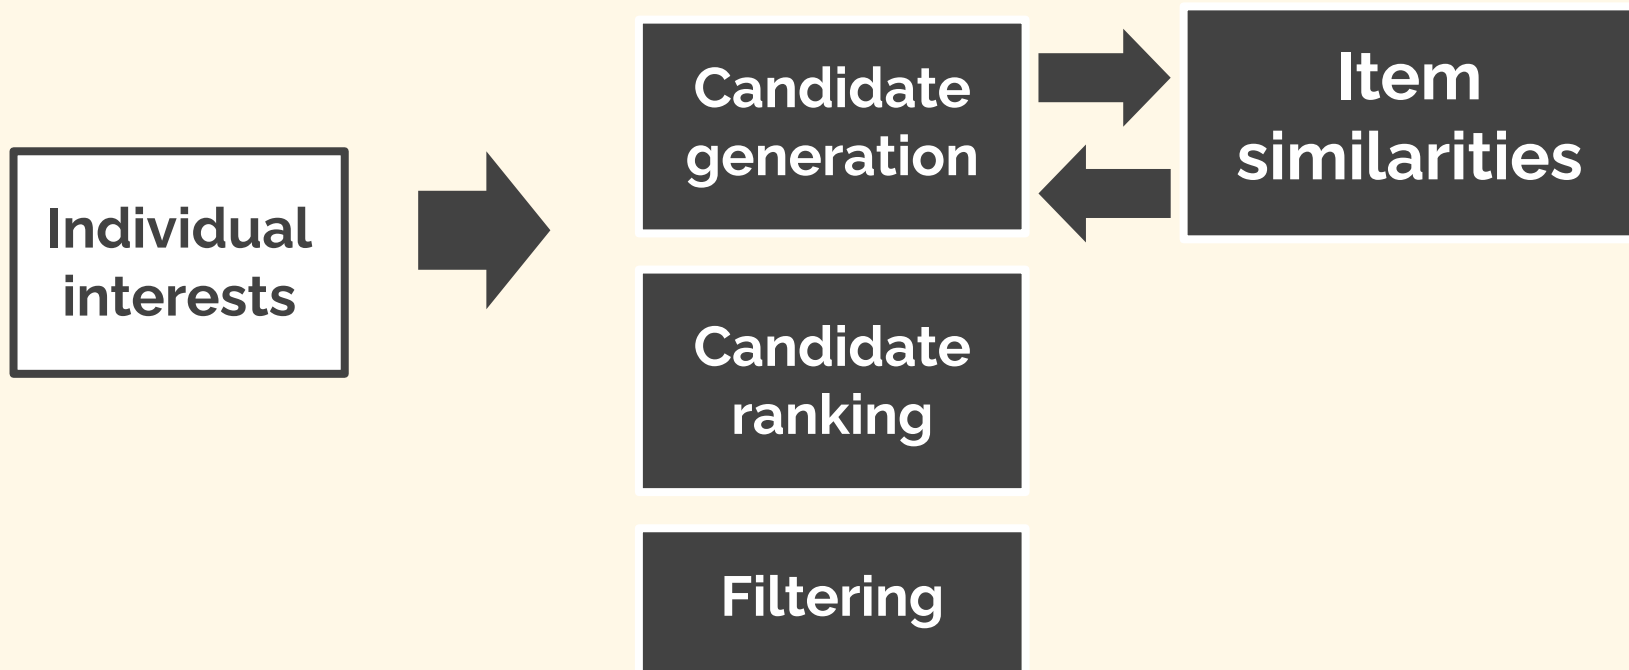 Individual
interests
Candidate
generation
Item
similarities
Candidate
ranking
Filtering